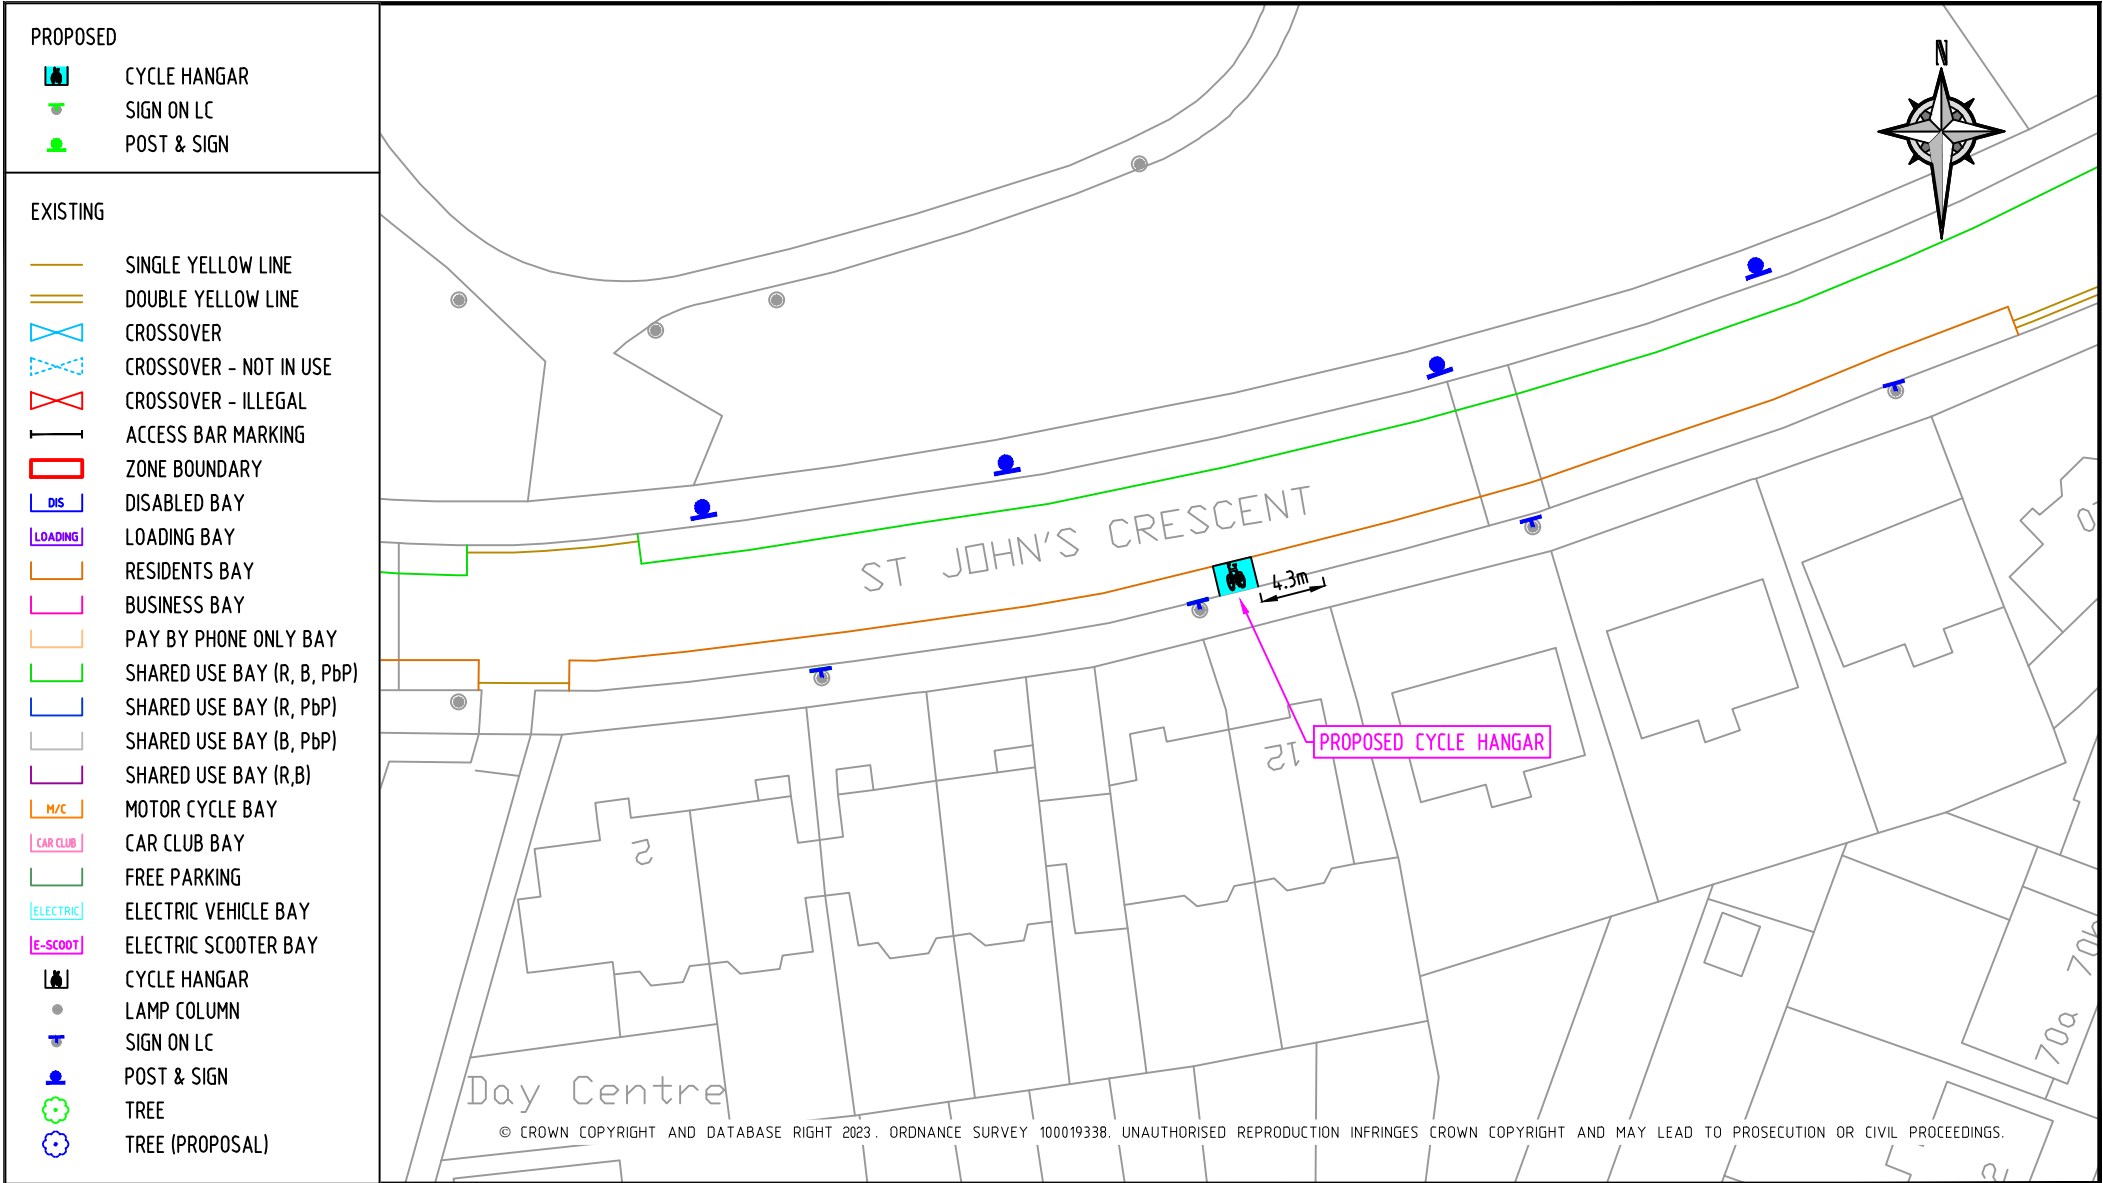 PROPOSED
CYCLE HANGAR
SIGN ON LC
POST & SIGN
EXISTING
SINGLE YELLOW LINE
DOUBLE YELLOW LINE
CROSSOVER
CROSSOVER - NOT IN USE
CROSSOVER - ILLEGAL
ACCESS BAR MARKING
ZONE BOUNDARY
DIS DISABLED BAY
LOADING LOADING BAY
RESIDENTS BAY
BUSINESS BAY
PAY BY PHONE ONLY BAY
SHARED USE BAY (R, B, PbP)
SHARED USE BAY (R, PbP)
SHARED USE BAY (B, PbP)
SHARED USE BAY (R,B)
M/C MOTOR CYCLE BAY
CAR CLUB CAR CLUB BAY
FREE PARKING
ELECTRIC ELECTRIC VEHICLE BAY
E-SCOOT ELECTRIC SCOOTER BAY
CYCLE HANGAR
LAMP COLUMN
SIGN ON LC
POST & SIGN
TREE
TREE (PROPOSAL)
N
ST JOHN'S CRESCENT
4.3m
PROPOSED CYCLE HANGAR
12
2
70b
70a
Day Centre
© CROWN COPYRIGHT AND DATABASE RIGHT 2023. ORDNANCE SURVEY 100019338. UNAUTHORISED REPRODUCTION INFRINGES CROWN COPYRIGHT AND MAY LEAD TO PROSECUTION OR CIVIL PROCEEDINGS.